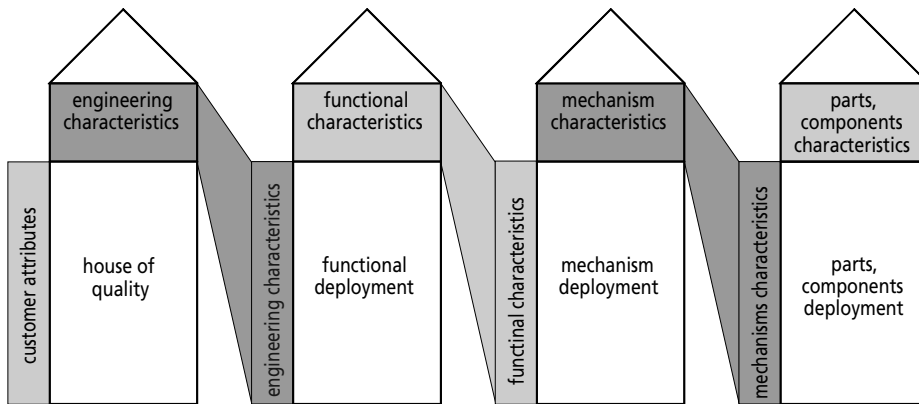 engineering
characteristics
functional
characteristics
mechanism
characteristics
parts,
components
characteristics
customer attributes
house of
quality
engineering characteristics
functional
deployment
functinal characteristics
mechanism
deployment
mechanisms characteristics
parts,
components
deployment